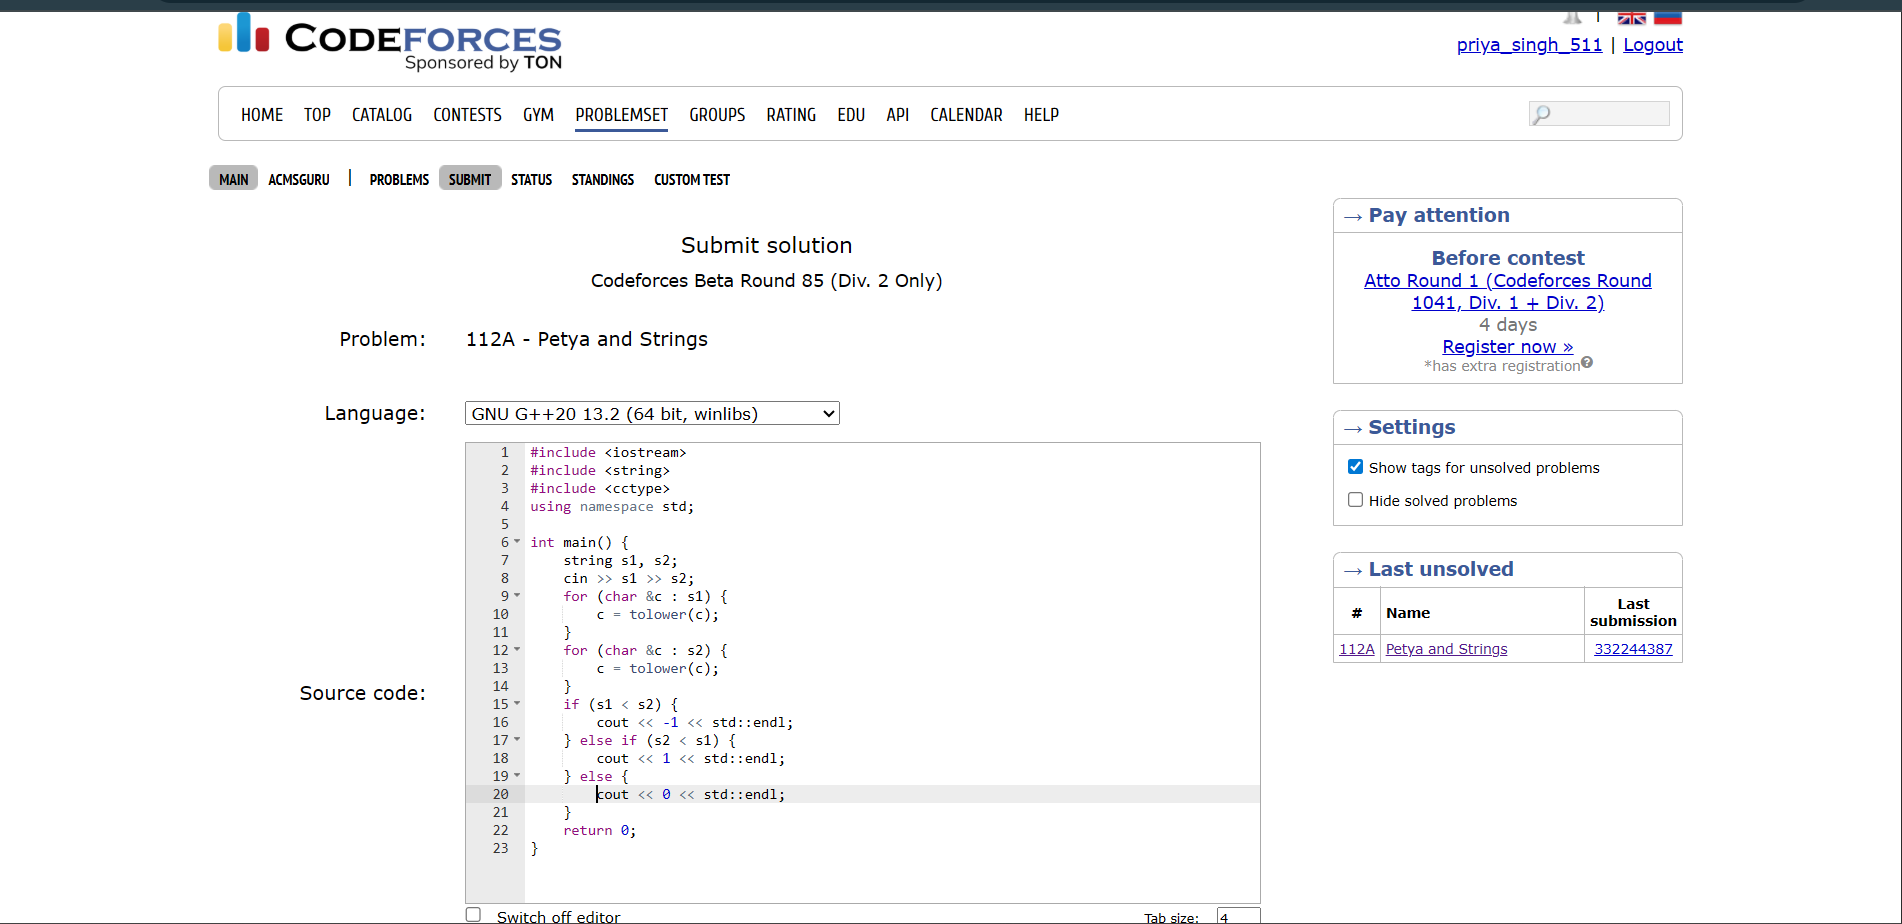 CODEFORCES
Sponsored by TON
priya_singh_511 | Logout
HOME TOP CATALOG CONTESTS GYM PROBLEMSET GROUPS RATING EDU API CALENDAR HELP
MAIN ACMSGURU | PROBLEMS SUBMIT STATUS STANDINGS CUSTOM TEST
Submit solution
Codeforces Beta Round 85 (Div. 2 Only)
Problem: 112A - Petya and Strings
Language: GNU G++20 13.2 (64 bit, winlibs)
Source code:
1 #include <iostream>
2 #include <string>
3 #include <cctype>
4 using namespace std;
5
6 int main() {
7     string s1, s2;
8     cin >> s1 >> s2;
9     for (char &c : s1) {
10         c = tolower(c);
11     }
12     for (char &c : s2) {
13         c = tolower(c);
14     }
15     if (s1 < s2) {
16         cout << -1 << std::endl;
17     } else if (s2 < s1) {
18         cout << 1 << std::endl;
19     } else {
20         cout << 0 << std::endl;
21     }
22     return 0;
23 }
Switch off editor
Tab size: 4
→ Pay attention
Before contest
Atto Round 1 (Codeforces Round
1041, Div. 1 + Div. 2)
4 days
Register now »
*has extra registration?
→ Settings
Show tags for unsolved problems
Hide solved problems
→ Last unsolved
# Name Last
submission
112A Petya and Strings 332244387